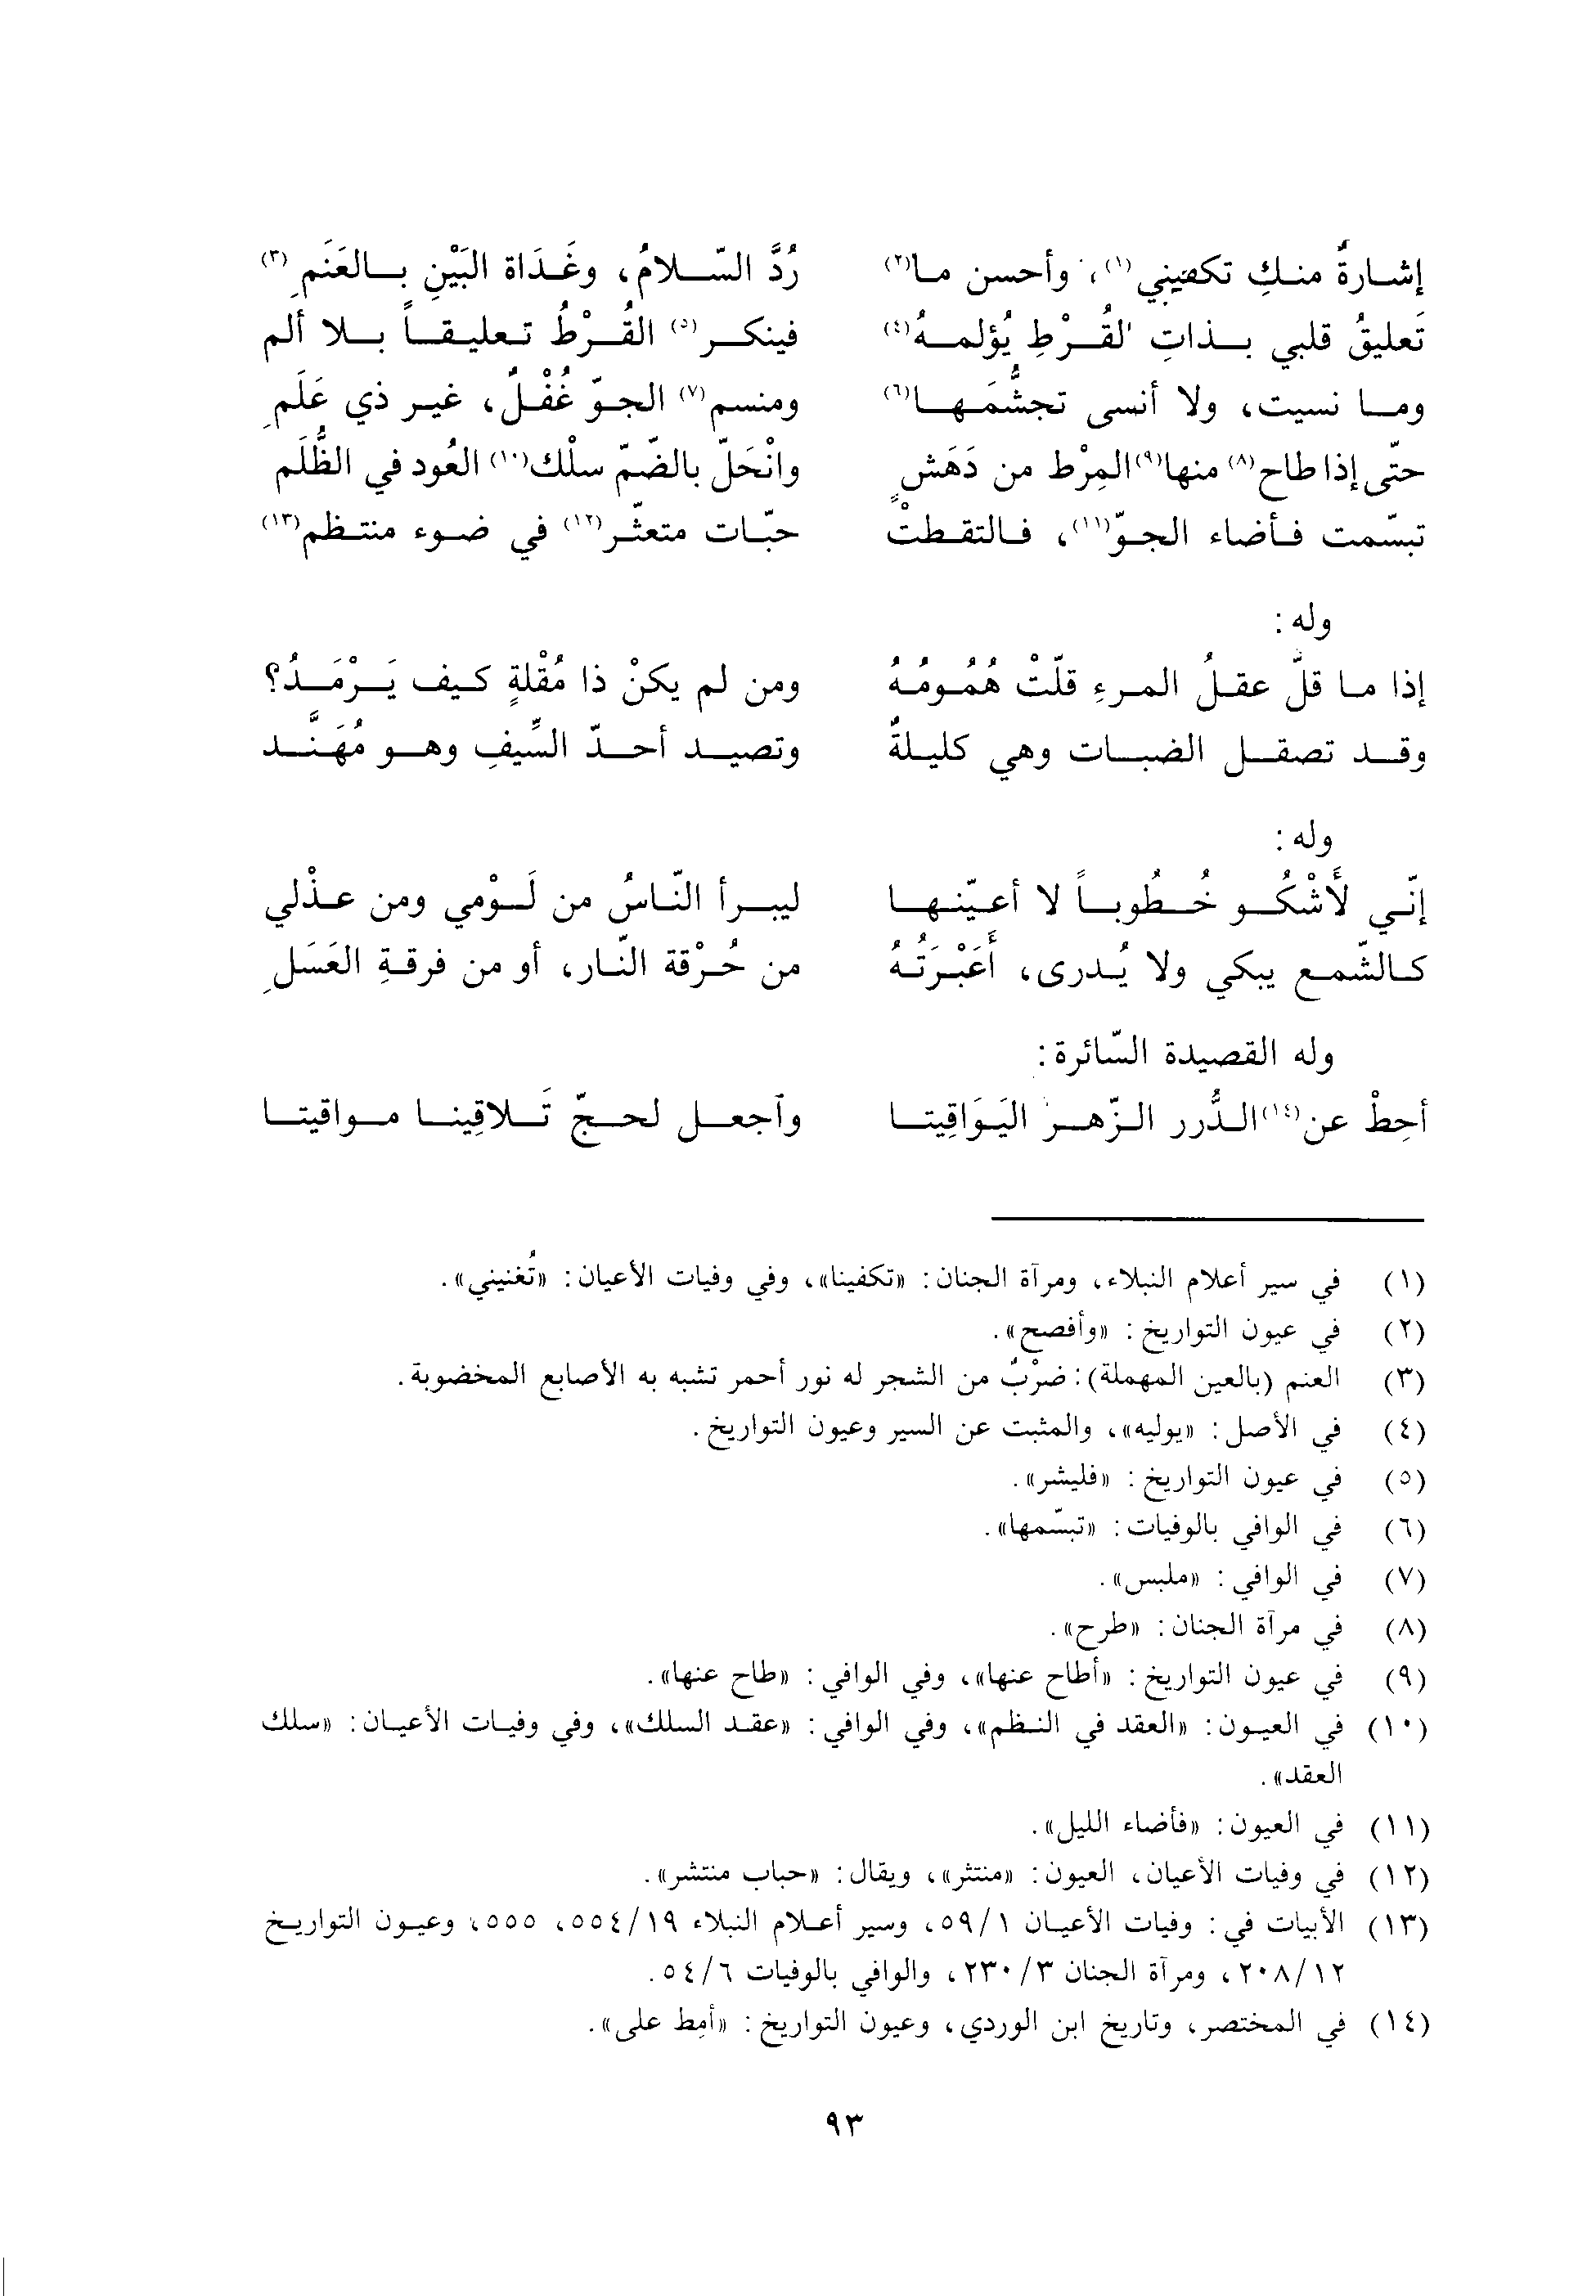 إشارةٌ منكِ تكفيني(١)، وأحسن ما(٢) رُدَّ السّلامُ، وغَدَاة البَيْنِ بالعَنَمِ(٣)
تَعليقُ قلبي بذاتِ القُرْطِ يُؤلمهُ(٤) فينكر(٥) القُرْطُ تعليقاً بلا ألم
وما نسيت، ولا أنسى تجشُّمَها(٦) ومنسم(٧) الجوّ غُفْلٌ، غير ذي عَلَمِ
حتّى إذا طاح(٨) منها(٩) المِرْط من دَهَشٍ وانْحَلّ بالضّمّ سلْك(١٠) العُود في الظُّلَم
تبسّمت فأضاء الجوّ(١١)، فالتقطتْ حبّات متعثّر(١٢) في ضوء منتظم(١٣)
وله:
إذا ما قلّ عقلُ المرءِ قلّتْ هُمُومُهُ ومن لم يكنْ ذا مُقْلةٍ كيف يَرْمَدُ؟
وقد تصقل الضبات وهي كليلةٌ وتصيد أحدّ السَّيفِ وهو مُهَنَّد
وله:
إنّي لَأَشْكُو خُطُوباً لا أعيّنها ليبرأ النّاسُ من لَوْمي ومن عذْلي
كالشّمع يبكي ولا يُدرى، أَعَبْرَتُهُ من حُرْقة النّار، أو من فرقةِ العَسَلِ
وله القصيدة السّائرة:
أحِطْ عن(١٤) الدُّرر الزّهر اليَوَاقِيتا وآجعل لحجّ تَلاقِينا مواقيتا
(١) في سير أعلام النبلاء، ومرآة الجنان: «تكفينا»، وفي وفيات الأعيان: «تُغنيني».
(٢) في عيون التواريخ: «وأفصح».
(٣) العنم (بالعين المهملة): ضرْبٌ من الشجر له نور أحمر تشبه به الأصابع المخضوبة.
(٤) في الأصل: «يوليه»، والمثبت عن السير وعيون التواريخ.
(٥) في عيون التواريخ: «فليشر».
(٦) في الوافي بالوفيات: «تبسّمها».
(٧) في الوافي: «ملبس».
(٨) في مرآة الجنان: «طرح».
(٩) في عيون التواريخ: «أطاح عنها»، وفي الوافي: «طاح عنها».
(١٠) في العيون: «العقد في النظم»، وفي الوافي: «عقد السلك»، وفي وفيات الأعيان: «سلك
العقد».
(١١) في العيون: «فأضاء الليل».
(١٢) في وفيات الأعيان، العيون: «منتثر»، ويقال: «حباب منتشر».
(١٣) الأبيات في: وفيات الأعيان ٥٩/١، وسير أعلام النبلاء ٥٥٤/١٩، ٥٥٥، وعيون التواريخ
٢٠٨/١٢، ومرآة الجنان ٢٣٠/٣، والوافي بالوفيات ٥٤/٦.
(١٤) في المختصر، وتاريخ ابن الوردي، وعيون التواريخ: «أمِط على».
٩٣